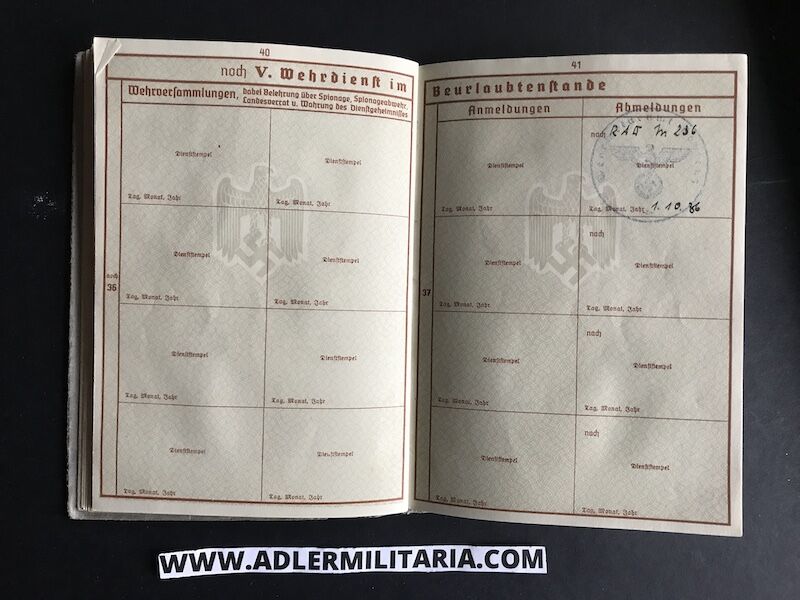 40
noch V. Wehrdienst im
Wehrversammlungen, dabei Belehrung über Spionage, Spionageabwehr,
Landesverrat u. Wahrung des Dienstgeheimnisses
Dienststempel
Dienststempel
Tag, Monat, Jahr
Tag, Monat, Jahr
Dienststempel
Dienststempel
noch
36
Tag, Monat, Jahr
Tag, Monat, Jahr
Dienststempel
Dienststempel
Tag, Monat, Jahr
Tag, Monat, Jahr
Dienststempel
Dienststempel
Tag, Monat, Jahr
Tag, Monat, Jahr
41
Beurlaubtenstande
Anmeldungen
Abmeldungen
nach RAD
236
Dienststempel
Dienststempel
Tag, Monat, Jahr
Tag, Monat, Jahr 1.10.36
nach
Dienststempel
Dienststempel
37
Tag, Monat, Jahr
Tag, Monat, Jahr
nach
Dienststempel
Dienststempel
Tag, Monat, Jahr
Tag, Monat, Jahr
nach
Dienststempel
Dienststempel
Tag, Monat, Jahr
Tag, Monat, Jahr
WWW.ADLERMILITARIA.COM